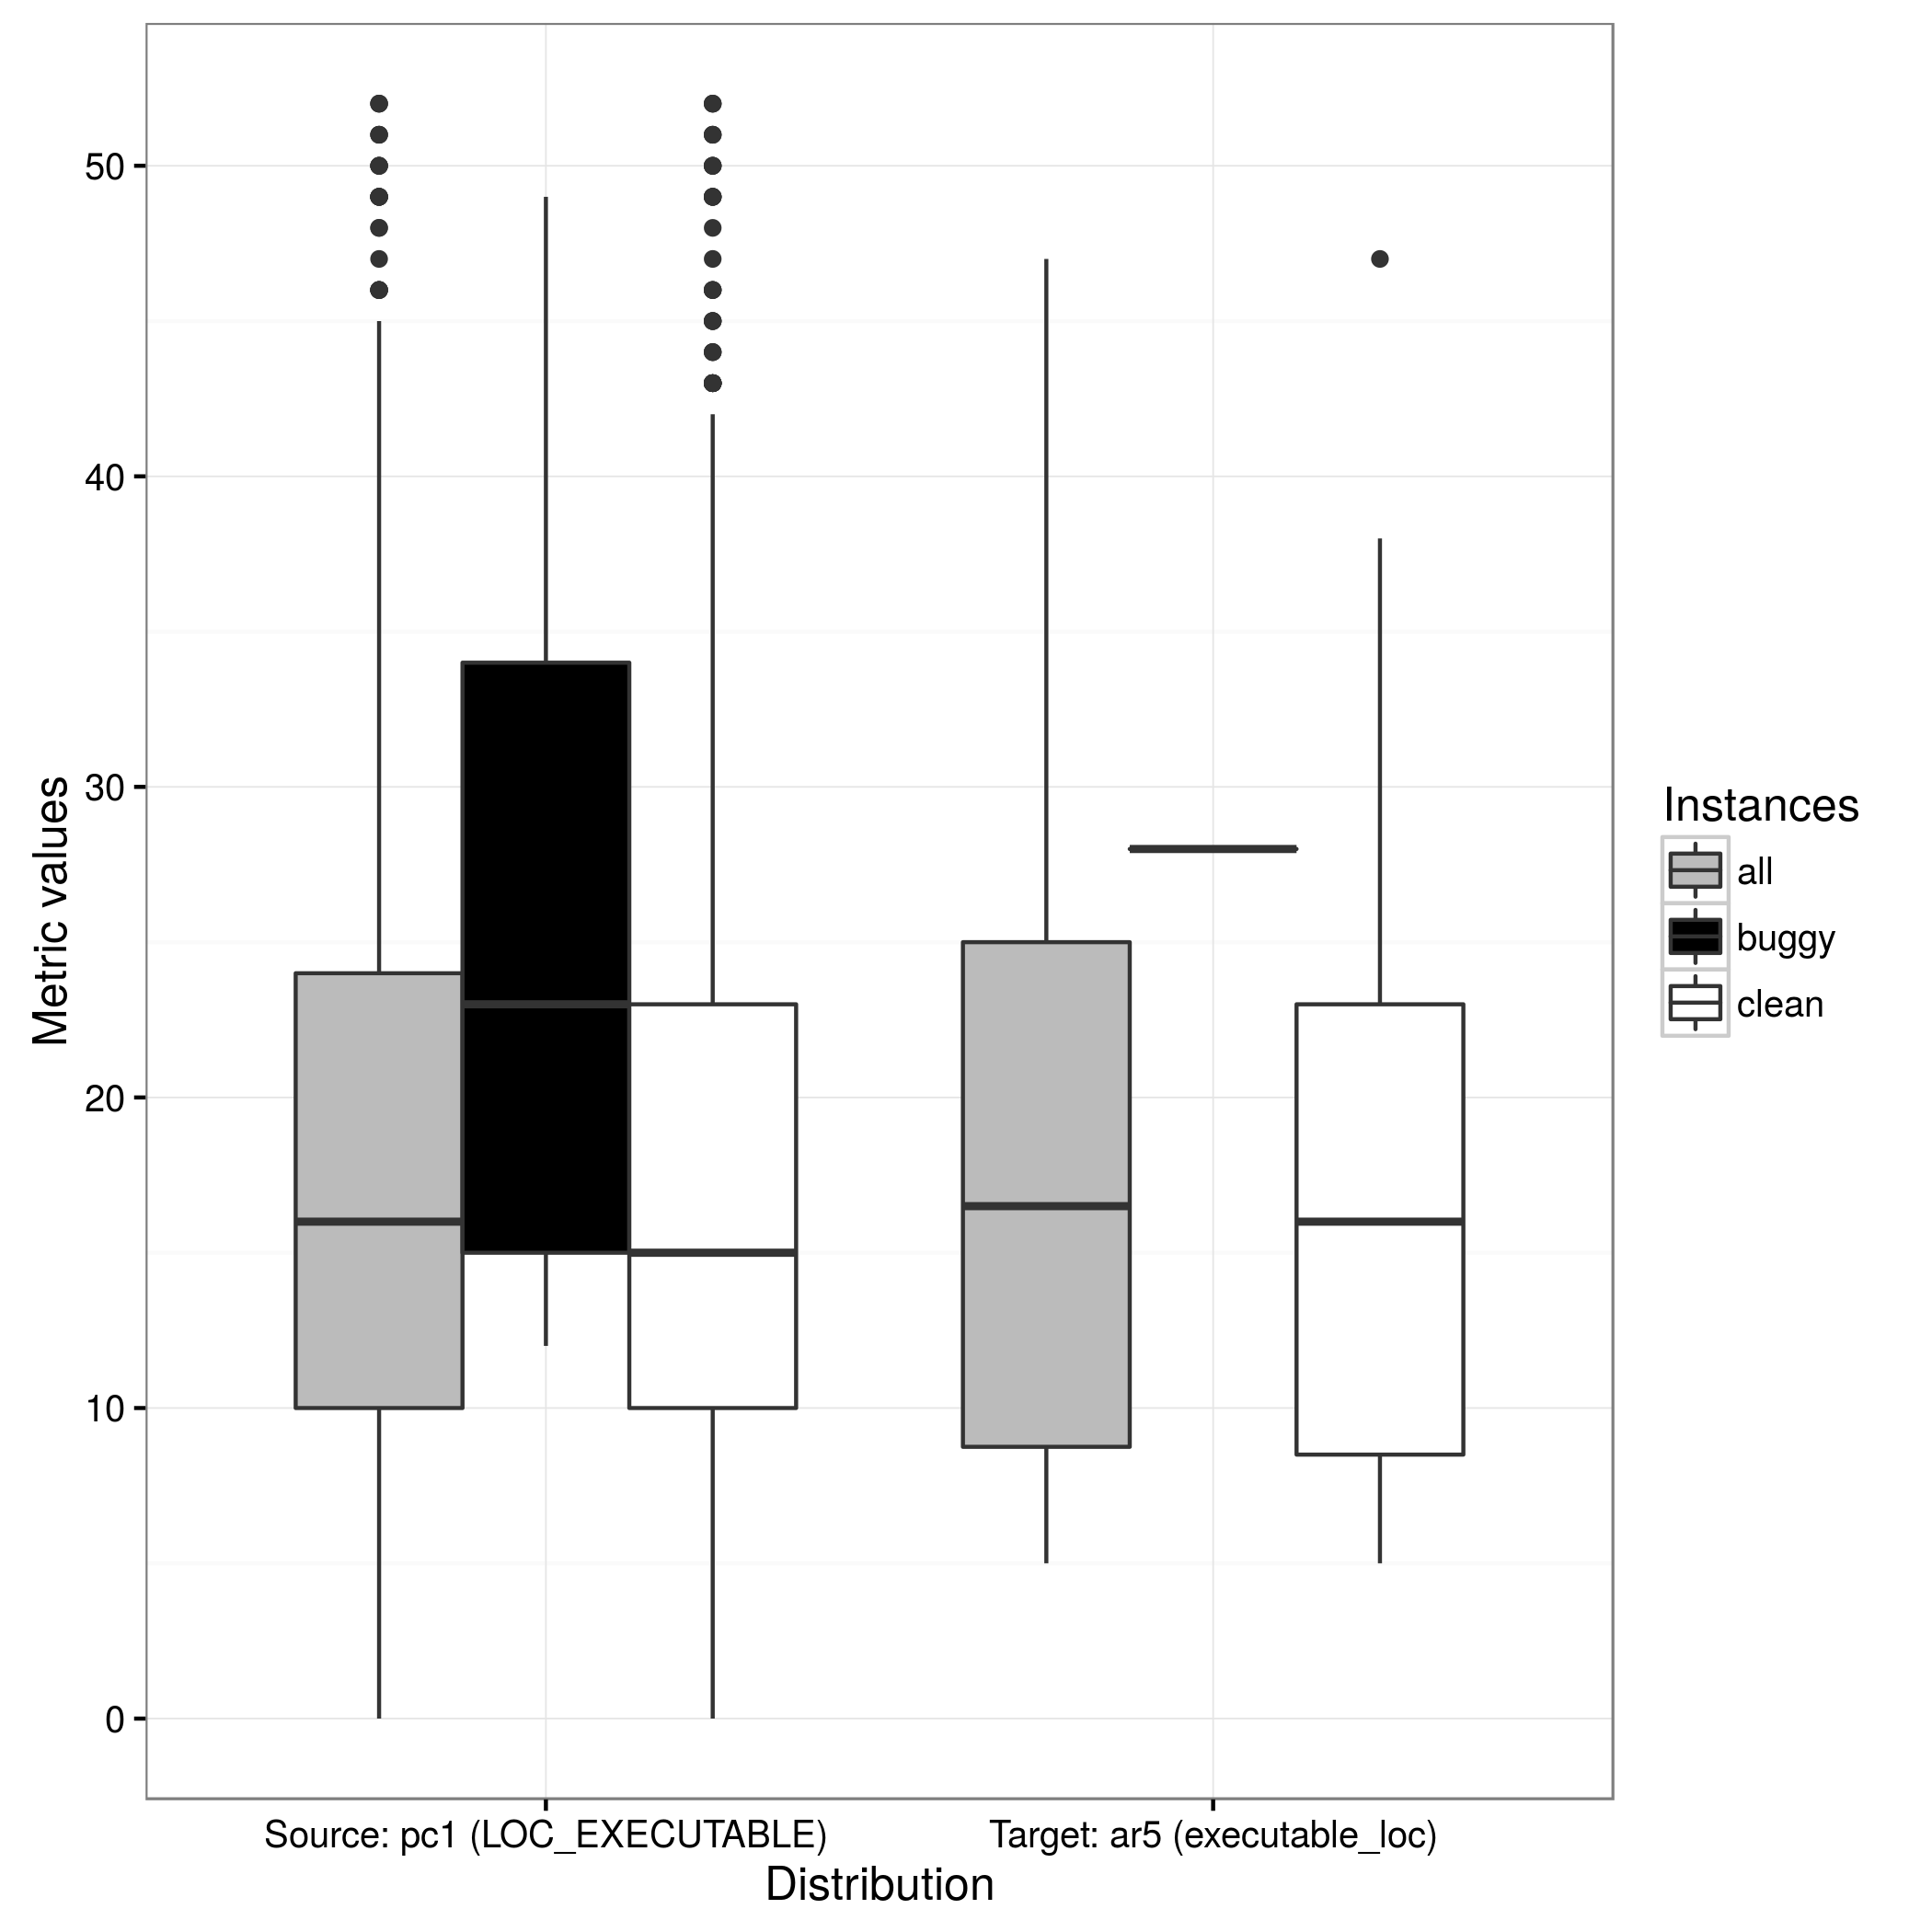 50
40
30
20
10
0
Metric values
Source: pc1 (LOC_EXECUTABLE)
Target: ar5 (executable_loc)
Distribution
Instances
all
buggy
clean